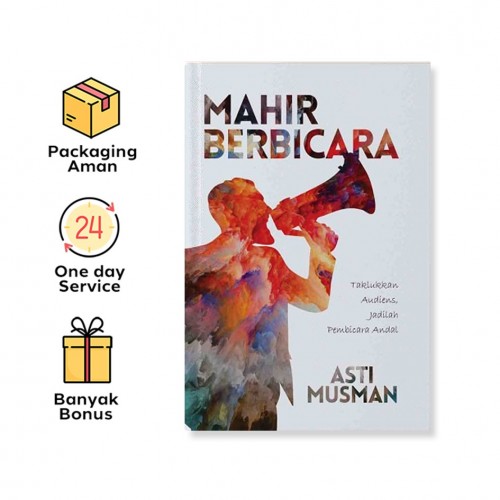 Packaging
Aman
24
One day
Service
Banyak
Bonus
MAHIR
BERBICARA
Taklukkan
Audiens,
Jadilah
Pembicara Andal
ASTI
MUSMAN